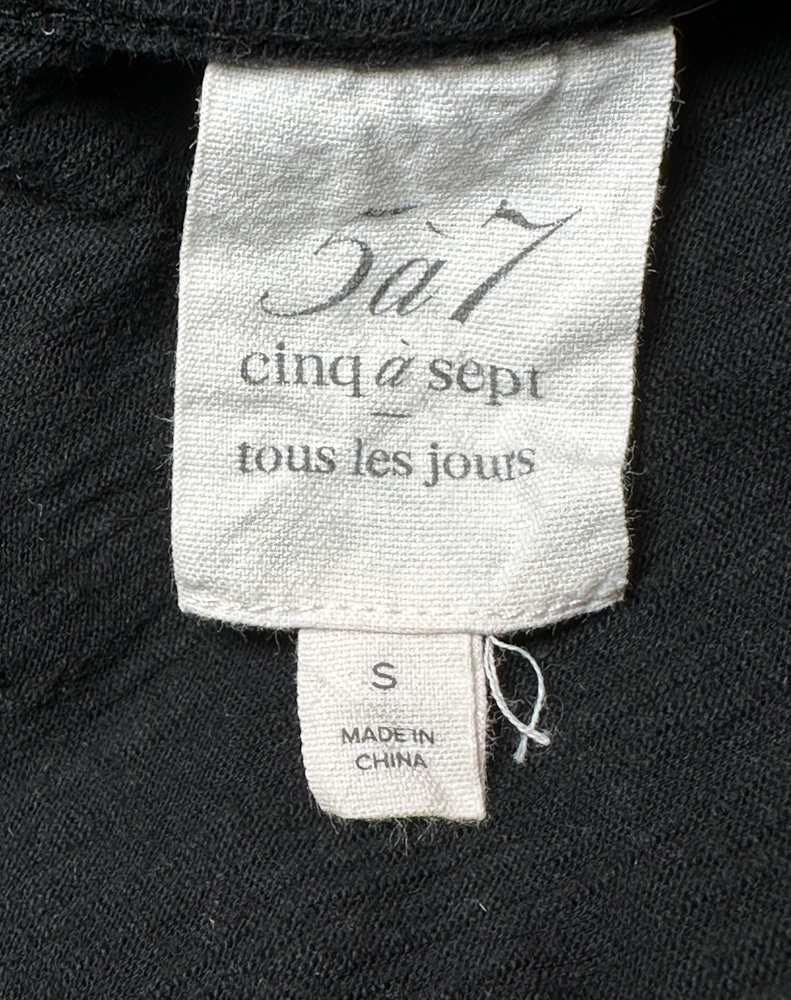 5à7
cinq à sept
—
tous les jours
S
MADE IN
CHINA